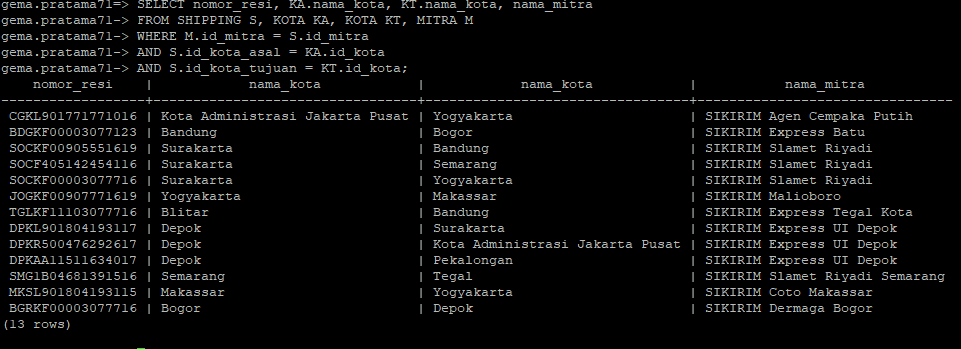 gema.pratama71=> SELECT nomor_resi, KA.nama_kota, KT.nama_kota, nama_mitra
gema.pratama71-> FROM SHIPPING S, KOTA KA, KOTA KT, MITRA M
gema.pratama71-> WHERE M.id_mitra = S.id_mitra
gema.pratama71-> AND S.id_kota_asal = KA.id_kota
gema.pratama71-> AND S.id_kota_tujuan = KT.id_kota;
nomor_resi | nama_kota | nama_kota | nama_mitra
------------------+---------------------------------+---------------------------------+--------------------------------
CGKL901771771016 | Kota Administrasi Jakarta Pusat | Yogyakarta | SIKIRIM Agen Cempaka Putih
BDGKF00003077123 | Bandung | Bogor | SIKIRIM Express Batu
SOCKF00905551619 | Surakarta | Bandung | SIKIRIM Slamet Riyadi
SOCF405142454116 | Surakarta | Semarang | SIKIRIM Slamet Riyadi
SOCKF00003077716 | Surakarta | Yogyakarta | SIKIRIM Slamet Riyadi
JOGKF00907771619 | Yogyakarta | Makassar | SIKIRIM Malioboro
TGLKF11103077716 | Blitar | Bandung | SIKIRIM Express Tegal Kota
DPKL901804193117 | Depok | Surakarta | SIKIRIM Express UI Depok
DPKR500476292617 | Depok | Kota Administrasi Jakarta Pusat | SIKIRIM Express UI Depok
DPKAA11511634017 | Depok | Pekalongan | SIKIRIM Express UI Depok
SMG1B04681391516 | Semarang | Tegal | SIKIRIM Slamet Riyadi Semarang
MKSL901804193115 | Makassar | Yogyakarta | SIKIRIM Coto Makassar
BGRKF00003077716 | Bogor | Depok | SIKIRIM Dermaga Bogor
(13 rows)